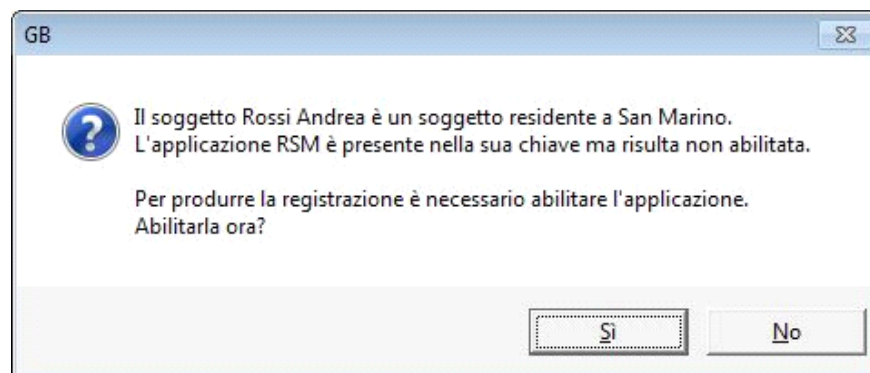 GB
Il soggetto Rossi Andrea è un soggetto residente a San Marino.
L'applicazione RSM è presente nella sua chiave ma risulta non abilitata.
Per produrre la registrazione è necessario abilitare l'applicazione.
Abilitarla ora?
Sì
No